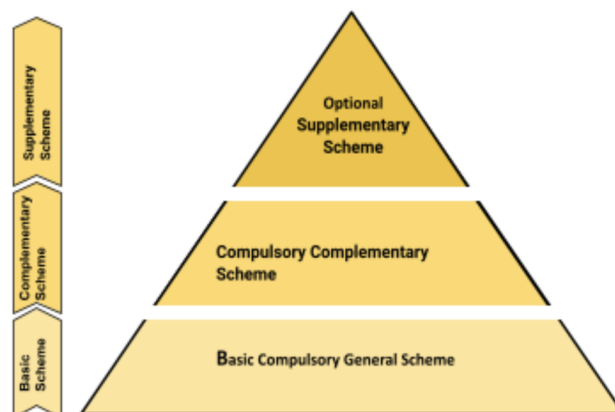 Supplementary
Scheme
Optional
Supplementary
Scheme
Complementary
Scheme
Compulsory Complementary
Scheme
Basic
Scheme
Basic Compulsory General Scheme